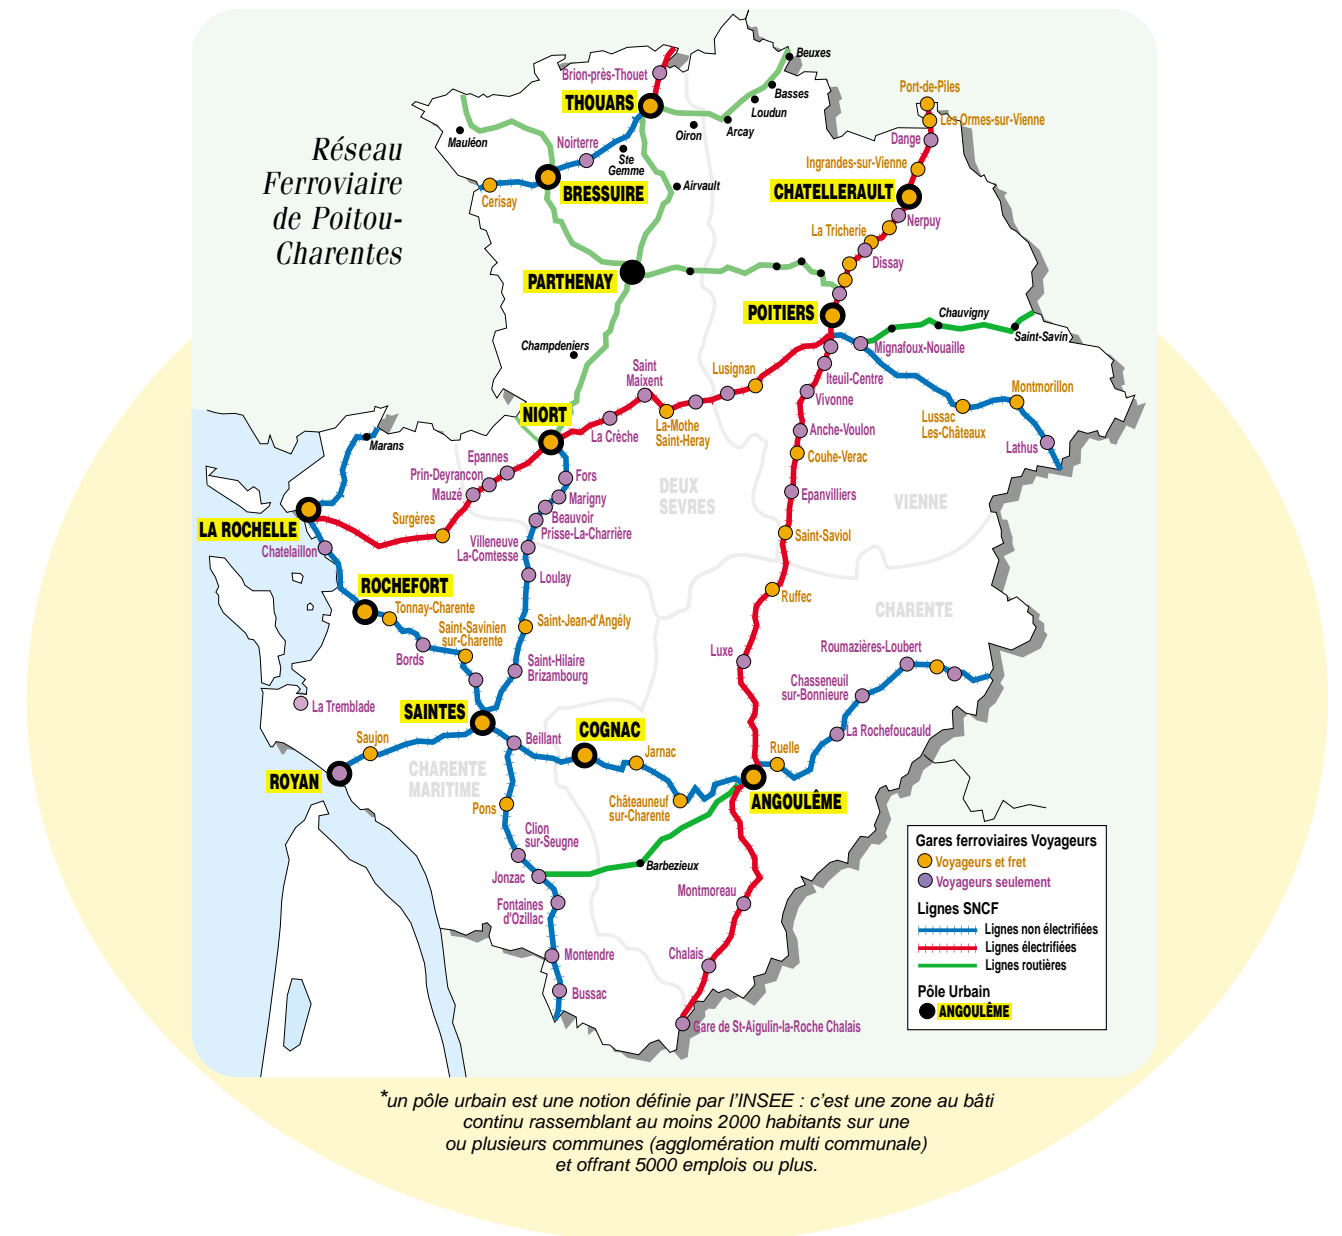 Réseau
Ferroviaire
de Poitou-
Charentes
Beuxes
Brion-près-Thouet
Basses
THOUARS
Loudun
Arcay
Oiron
Mauléon
Noirterre
Ste
Gemme
Airvault
BRESSUIRE
Cerisay
Port-de-Piles
Les-Ormes-sur-Vienne
Dange
Ingrandes-sur-Vienne
CHATELLERAULT
Nerpuy
La Tricherie
Dissay
PARTHENAY
POITIERS
Chauvigny
Saint-Savin
Mignafoux-Nouaille
Champdeniers
Saint
Maixent
Lusignan
Iteuil-Centre
Vivonne
Montmorillon
Lussac
Les-Châteaux
Lathus
NIORT
La Crèche
La-Mothe
Saint-Heray
Anche-Voulon
Couhe-Verac
Marans
Epannes
Prin-Deyrancon
Mauzé
Fors
Marigny
Beauvoir
Prisse-La-Charrière
DEUX
SEVRES
Epanvilliers
VIENNE
LA ROCHELLE
Surgères
Chatelaillon
Villeneuve
La-Comtesse
Saint-Saviol
Loulay
ROCHEFORT
Tonnay-Charente
Ruffec
CHARENTE
Saint-Savinien
sur-Charente
Saint-Jean-d'Angély
Bords
Luxe
Roumazières-Loubert
Saint-Hilaire
Brizambourg
Chasseneuil
sur-Bonnieure
La Tremblade
SAINTES
COGNAC
La Rochefoucauld
Saujon
Beillant
Jarnac
Ruelle
ROYAN
CHARENTE
MARITIME
Pons
Châteauneuf
sur-Charente
ANGOULÊME
Clion
sur-Seugne
Barbezieux
Jonzac
Montmoreau
Fontaines
d'Ozillac
Montendre
Chalais
Bussac
Gare de St-Aigulin-la-Roche Chalais
Gares ferroviaires Voyageurs
Voyageurs et fret
Voyageurs seulement
Lignes SNCF
Lignes non électrifiées
Lignes électrifiées
Lignes routières
Pôle Urbain
ANGOULÊME
*un pôle urbain est une notion définie par l'INSEE : c'est une zone au bâti
continu rassemblant au moins 2000 habitants sur une
ou plusieurs communes (agglomération multi communale)
et offrant 5000 emplois ou plus.